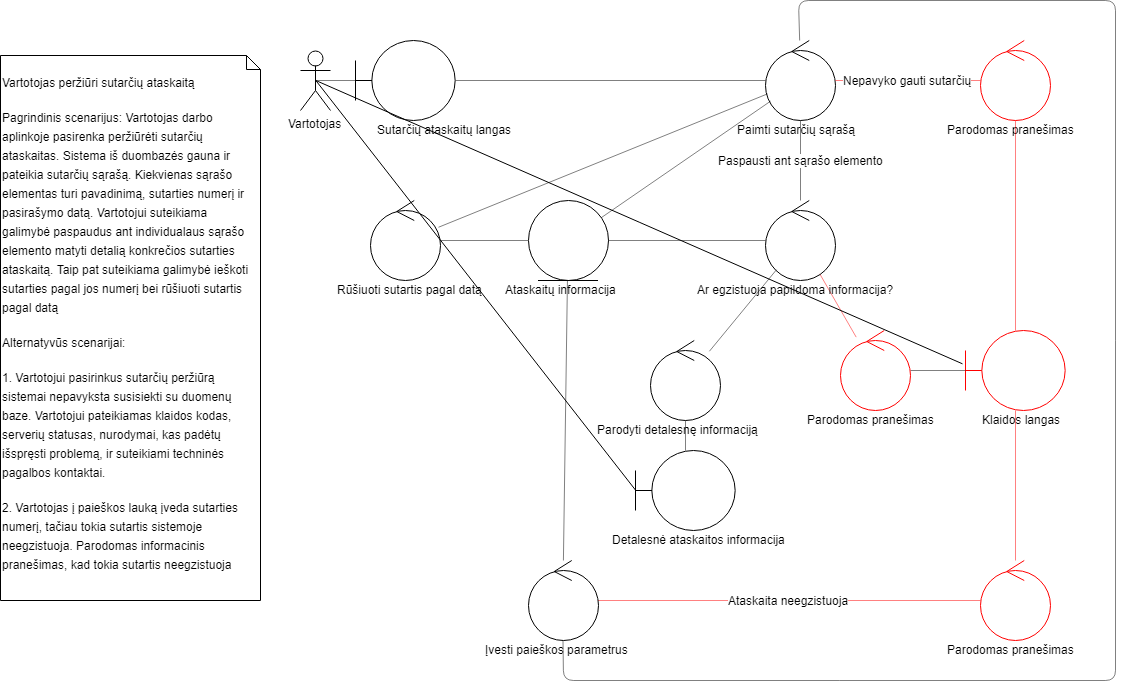 Vartotojas peržiūri sutarčių ataskaitą
Pagrindinis scenarijus: Vartotojas darbo
aplinkoje pasirenka peržiūrėti sutarčių
ataskaitas. Sistema iš duombazės gauna ir
pateikia sutarčių sąrašą. Kiekvienas sąrašo
elementas turi pavadinimą, sutarties numerį ir
pasirašymo datą. Vartotojui suteikiama
galimybė paspaudus ant individualaus sąrašo
elemento matyti detalią konkrečios sutarties
ataskaitą. Taip pat suteikiama galimybė ieškoti
sutarties pagal jos numerį bei rūšiuoti sutartis
pagal datą
Alternatyvūs scenarijai:
1. Vartotojui pasirinkus sutarčių peržiūrą
sistemai nepavyksta susisiekti su duomenų
baze. Vartotojui pateikiamas klaidos kodas,
serverių statusas, nurodymai, kas padėtų
išspręsti problemą, ir suteikiami techninės
pagalbos kontaktai.
2. Vartotojas į paieškos lauką įveda sutarties
numerį, tačiau tokia sutartis sistemoje
neegzistuoja. Parodomas informacinis
pranešimas, kad tokia sutartis neegzistuoja
Vartotojas
Sutarčių ataskaitų langas
Paimti sutarčių sąrašą
Nepavyko gauti sutarčių
Parodomas pranešimas
Paspausti ant sąrašo elemento
Rūšiuoti sutartis pagal datą
Ataskaitų informacija
Ar egzistuoja papildoma informacija?
Parodyti detalesnę informaciją
Parodomas pranešimas
Klaidos langas
Detalesnė ataskaitos informacija
Ataskaita neegzistuoja
Įvesti paieškos parametrus
Parodomas pranešimas